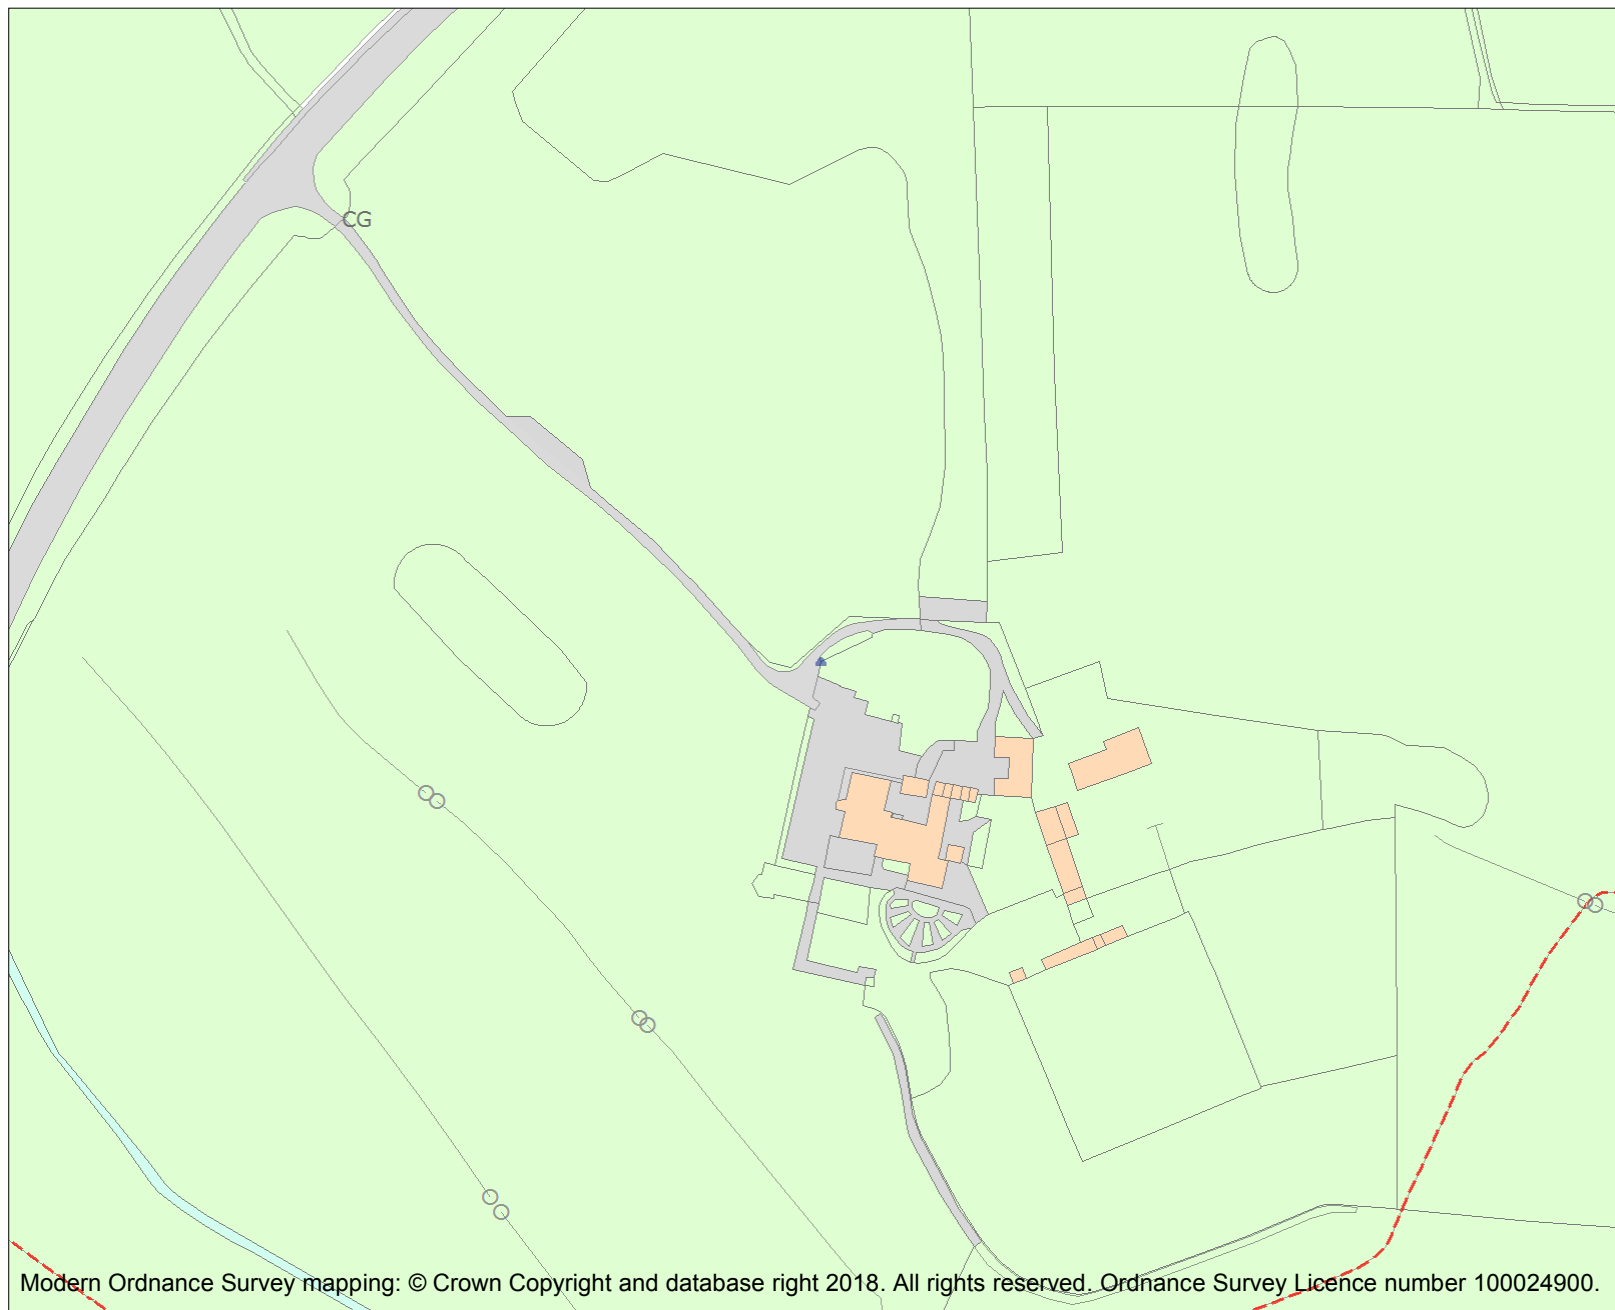 CG
Modern Ordnance Survey mapping: © Crown Copyright and database right 2018. All rights reserved. Ordnance Survey Licence number 100024900.